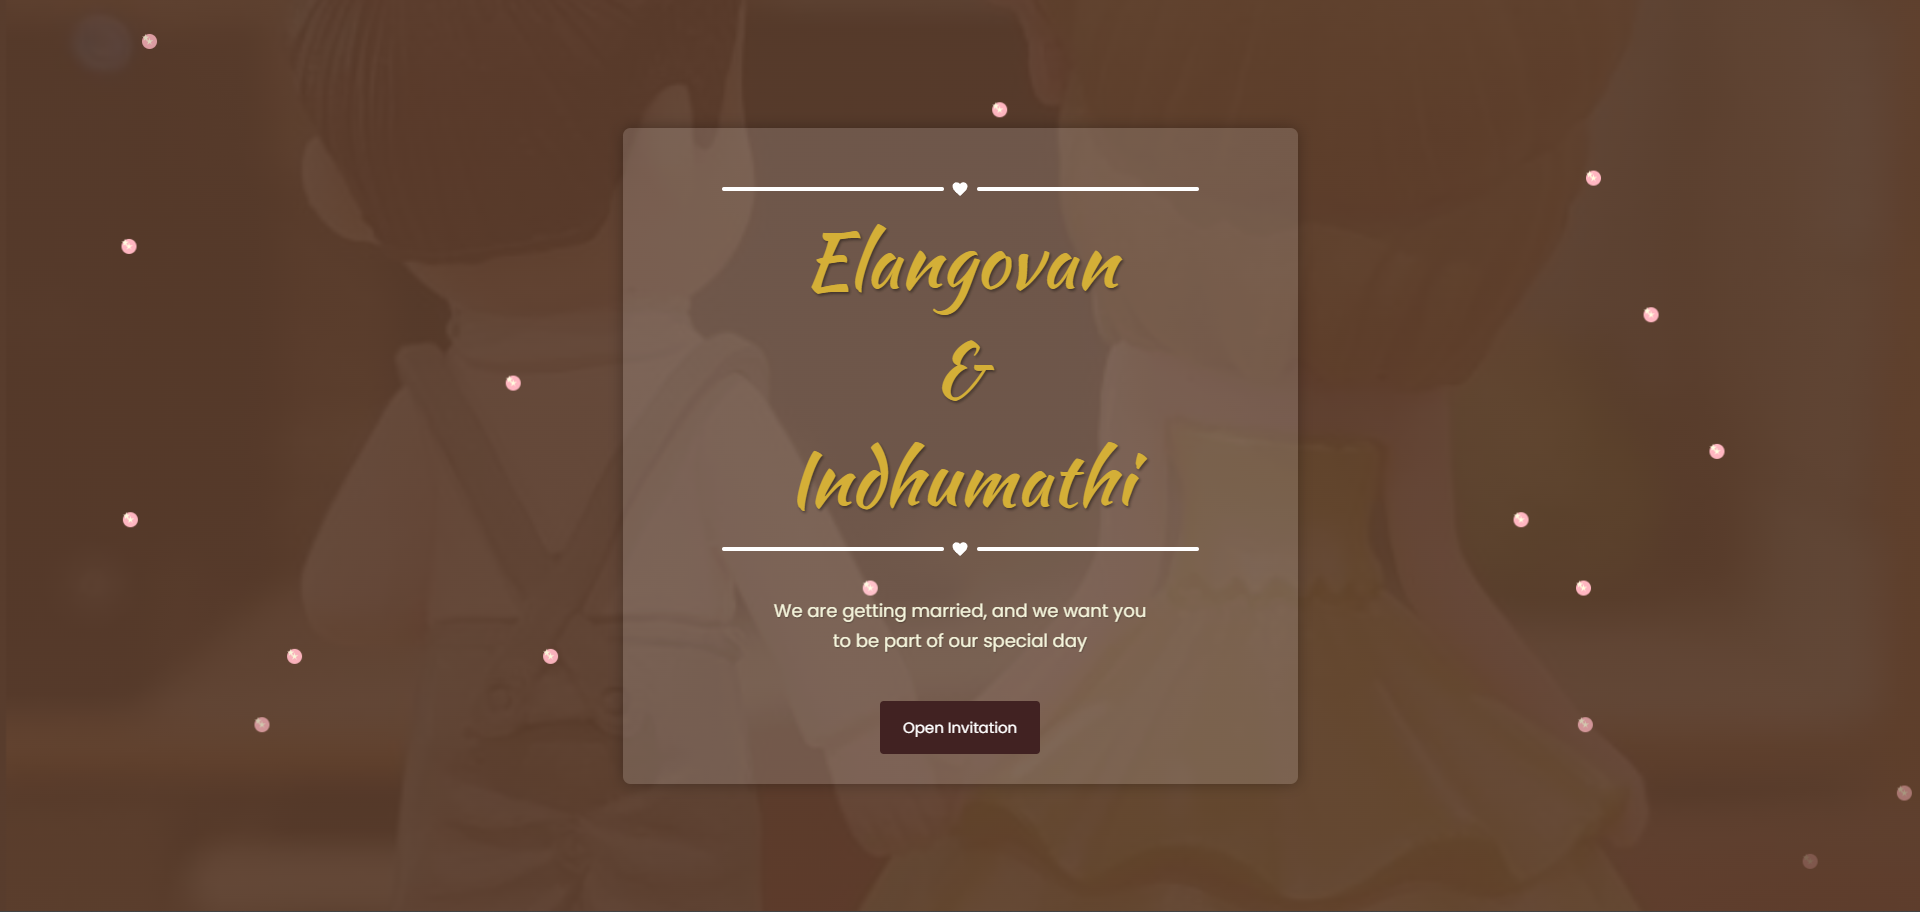 Elangovan
&
Indhumathi
We are getting married, and we want you
to be part of our special day
Open Invitation